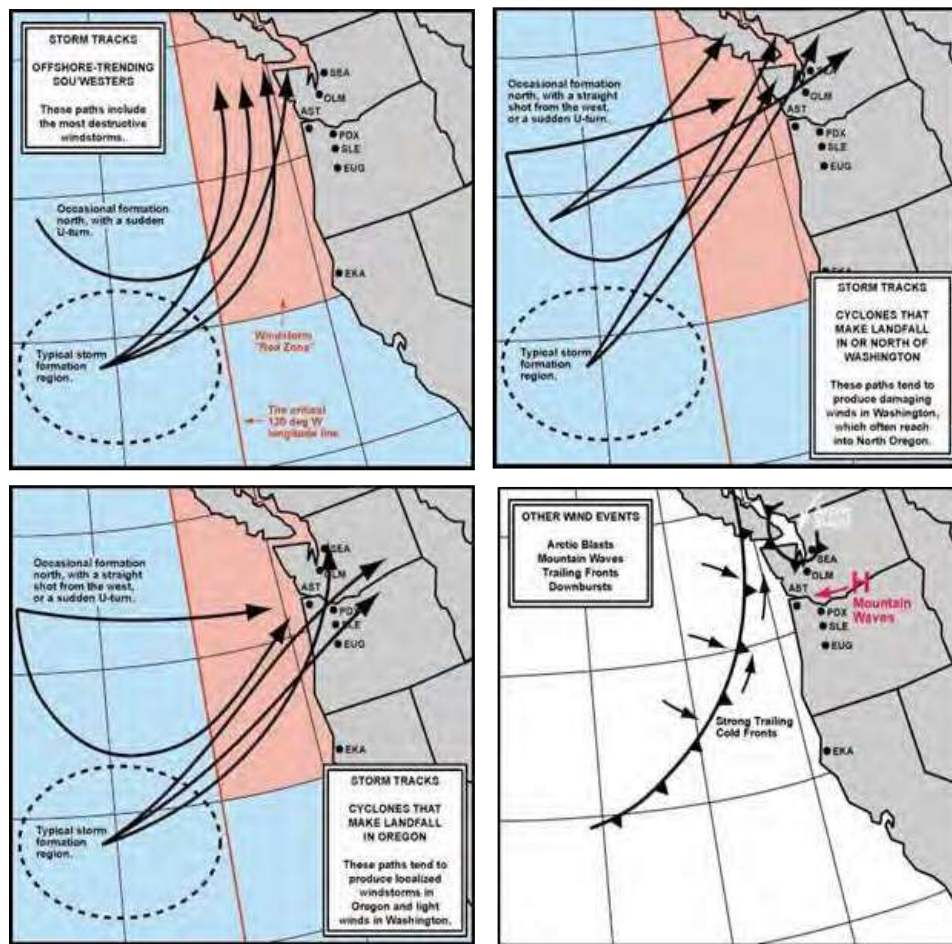 STORM TRACKS
OFFSHORE-TRENDING
SOU'WESTERS
These paths include
the most destructive
windstorms.
SEA
OLM
AST
PDX
SLE
EUG
Occasional formation
north, with a sudden
U-turn.
EKA
Windstorm
"Red Zone"
Typical storm
formation
region.
The critical
130 deg W
longitude line
Occasional formation
north, with a straight
shot from the west,
or a sudden U-turn.
SEA
OLM
AST
PDX
SLE
EUG
EKA
Typical storm
formation
region.
STORM TRACKS
CYCLONES THAT
MAKE LANDFALL
IN OR NORTH OF
WASHINGTON
These paths tend to
produce damaging
winds in Washington,
which often reach
into North Oregon.
Occasional formation
north, with a straight
shot from the west,
or a sudden U-turn.
SEA
OLM
AST
PDX
SLE
EUG
EKA
Typical storm
formation
region.
STORM TRACKS
CYCLONES THAT
MAKE LANDFALL
IN OREGON
These paths tend to
produce localized
windstorms in
Oregon and light
winds in Washington.
OTHER WIND EVENTS
Arctic Blasts
Mountain Waves
Trailing Fronts
Downbursts
SEA
OLM
AST
H
Mountain
Waves
PDX
SLE
EUG
Strong Trailing
Cold Fronts
EKA